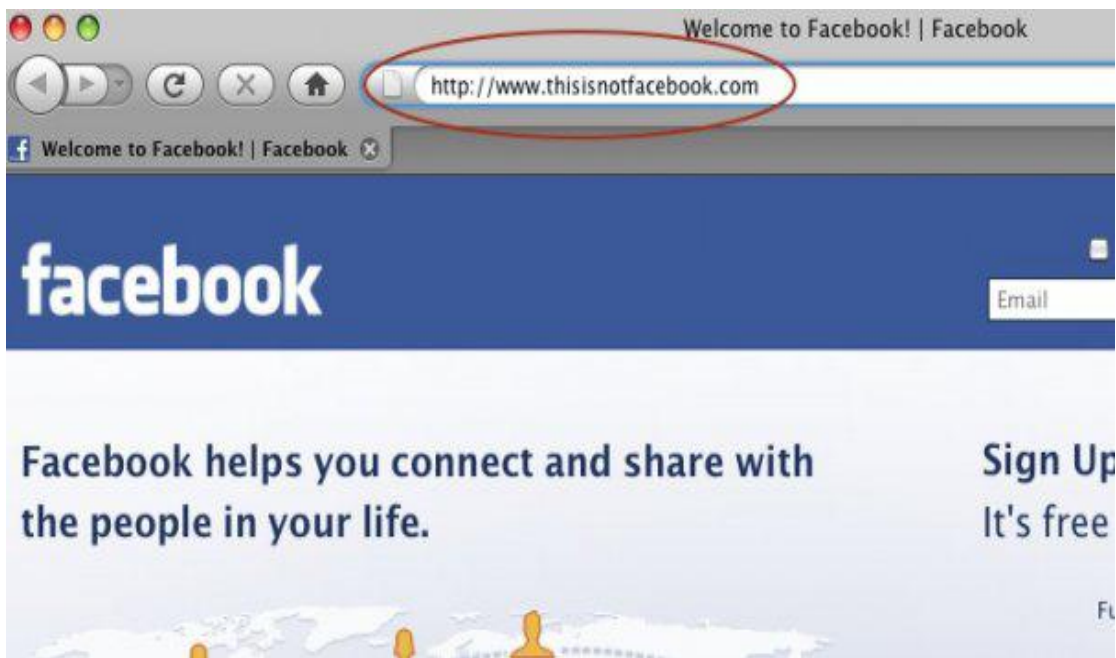 Welcome to Facebook! | Facebook
http://www.thisisnotfacebook.com
Welcome to Facebook! | Facebook
facebook
Email
Facebook helps you connect and share with
the people in your life.
Sign Up
It's free